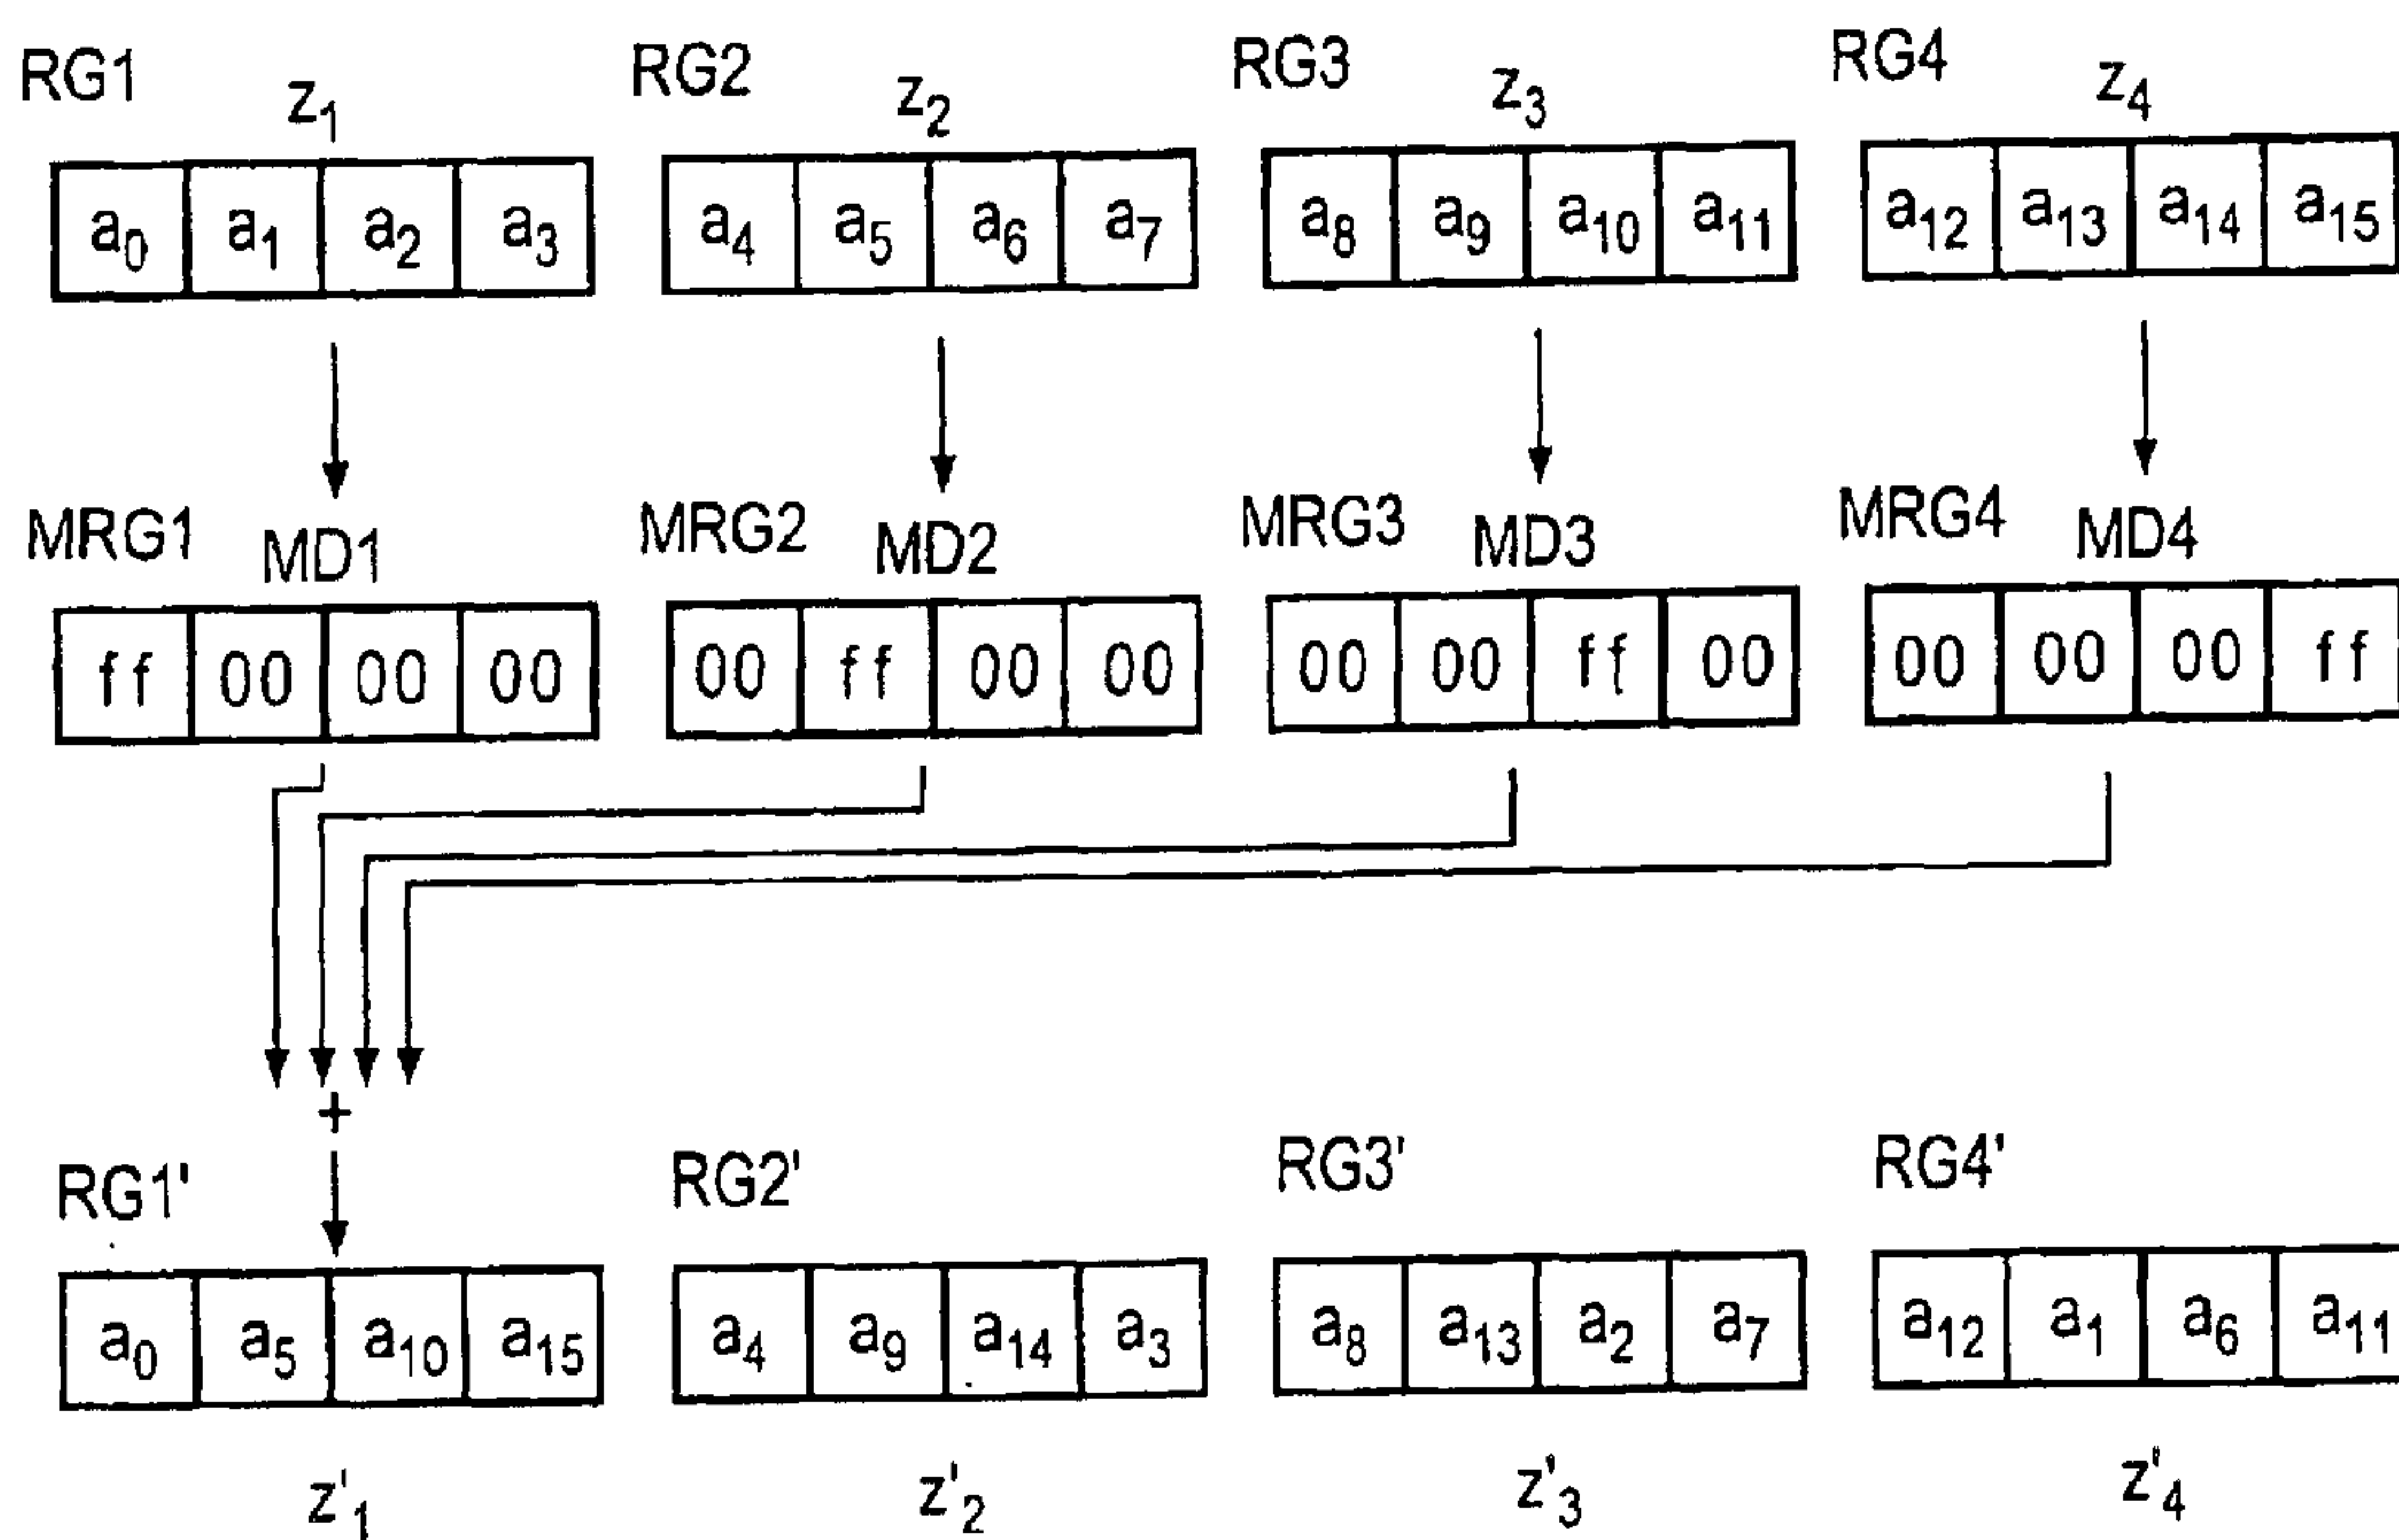 RG1 z₁ RG2 z₂ RG3 z₃ RG4 z₄
a₀ a₁ a₂ a₃ a₄ a₅ a₆ a₇ a₈ a₉ a₁₀ a₁₁ a₁₂ a₁₃ a₁₄ a₁₅
MRG1 MD1 MRG2 MD2 MRG3 MD3 MRG4 MD4
ff 00 00 00 00 ff 00 00 00 00 ff 00 00 00 00 ff
+
RG1' RG2' RG3' RG4'
a₀ a₅ a₁₀ a₁₅ a₄ a₉ a₁₄ a₃ a₈ a₁₃ a₂ a₇ a₁₂ a₁ a₆ a₁₁
z'₁ z'₂ z'₃ z'₄